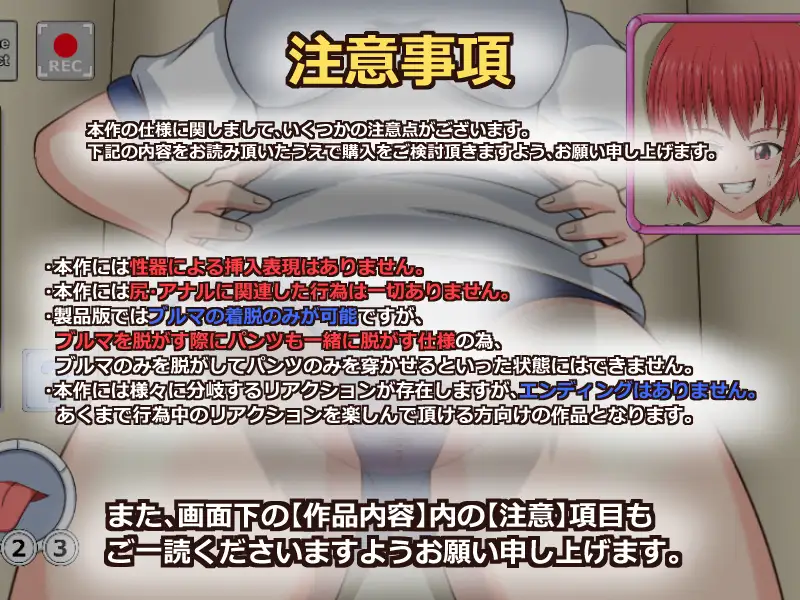 注意事項
REC
本作の仕様に関しまして、いくつかの注意点がございます。
下記の内容をお読み頂いたうえで購入をご検討頂きますよう、お願い申し上げます。
・本作には性器による挿入表現はありません。
・本作には尻・アナルに関連した行為は一切ありません。
・製品版ではブルマの着脱のみが可能ですが、
ブルマを脱がす際にパンツも一緒に脱がす仕様の為、
ブルマのみを脱がしてパンツのみを穿かせるといった状態にはできません。
・本作には様々に分岐するリアクションが存在しますが、エンディングはありません。
あくまで行為中のリアクションを楽しんで頂ける方向けの作品となります。
2 3
また、画面下の【作品内容】内の【注意】項目も
ご一読くださいますようお願い申し上げます。